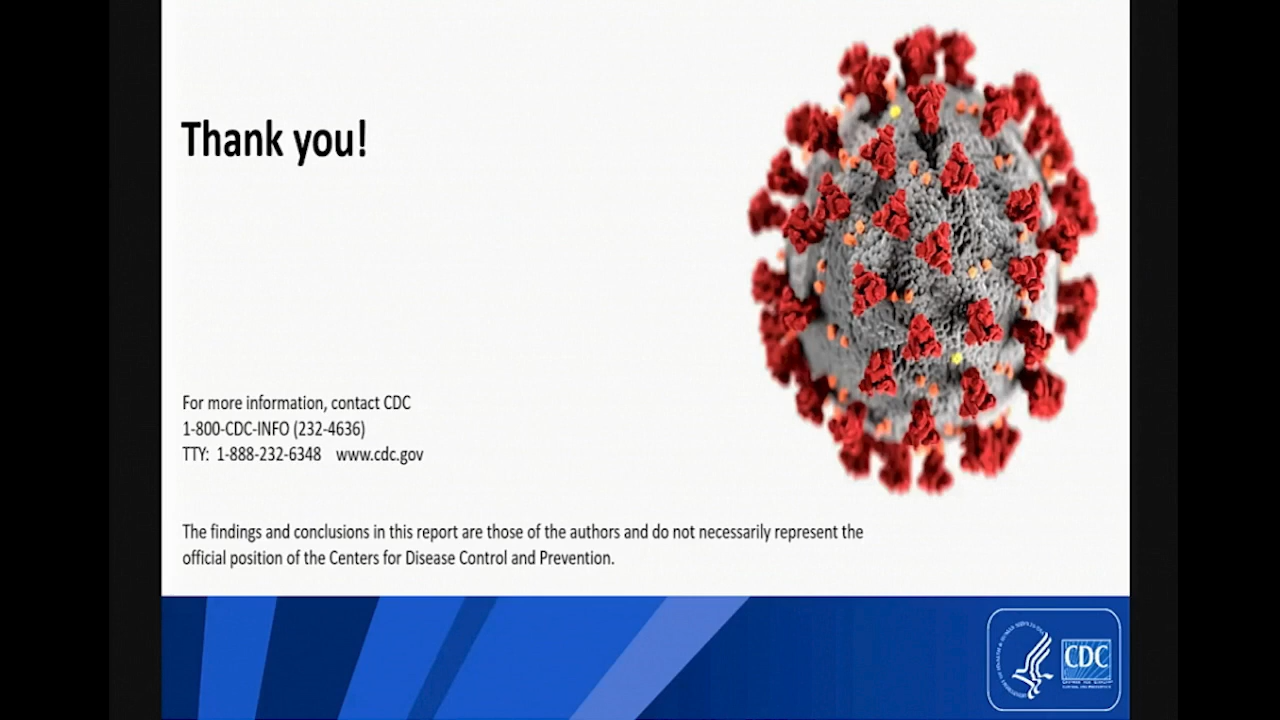 Thank you!
For more information, contact CDC
1-800-CDC-INFO (232-4636)
TTY:  1-888-232-6348    www.cdc.gov
The findings and conclusions in this report are those of the authors and do not necessarily represent the
official position of the Centers for Disease Control and Prevention.
CDC